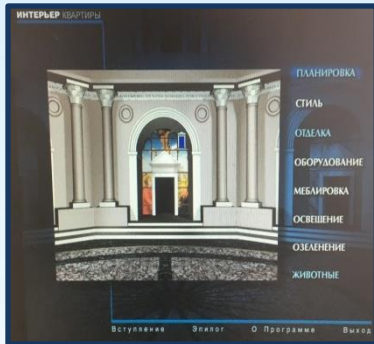 ИНТЕРЬЕР КВАРТИРЫ
ПЛАНИРОВКА
СТИЛЬ
ОТДЕЛКА
ОБОРУДОВАНИЕ
МЕБЛИРОВКА
ОСВЕЩЕНИЕ
ОЗЕЛЕНЕНИЕ
ЖИВОТНЫЕ
Вступление Эпилог О Программе Выход